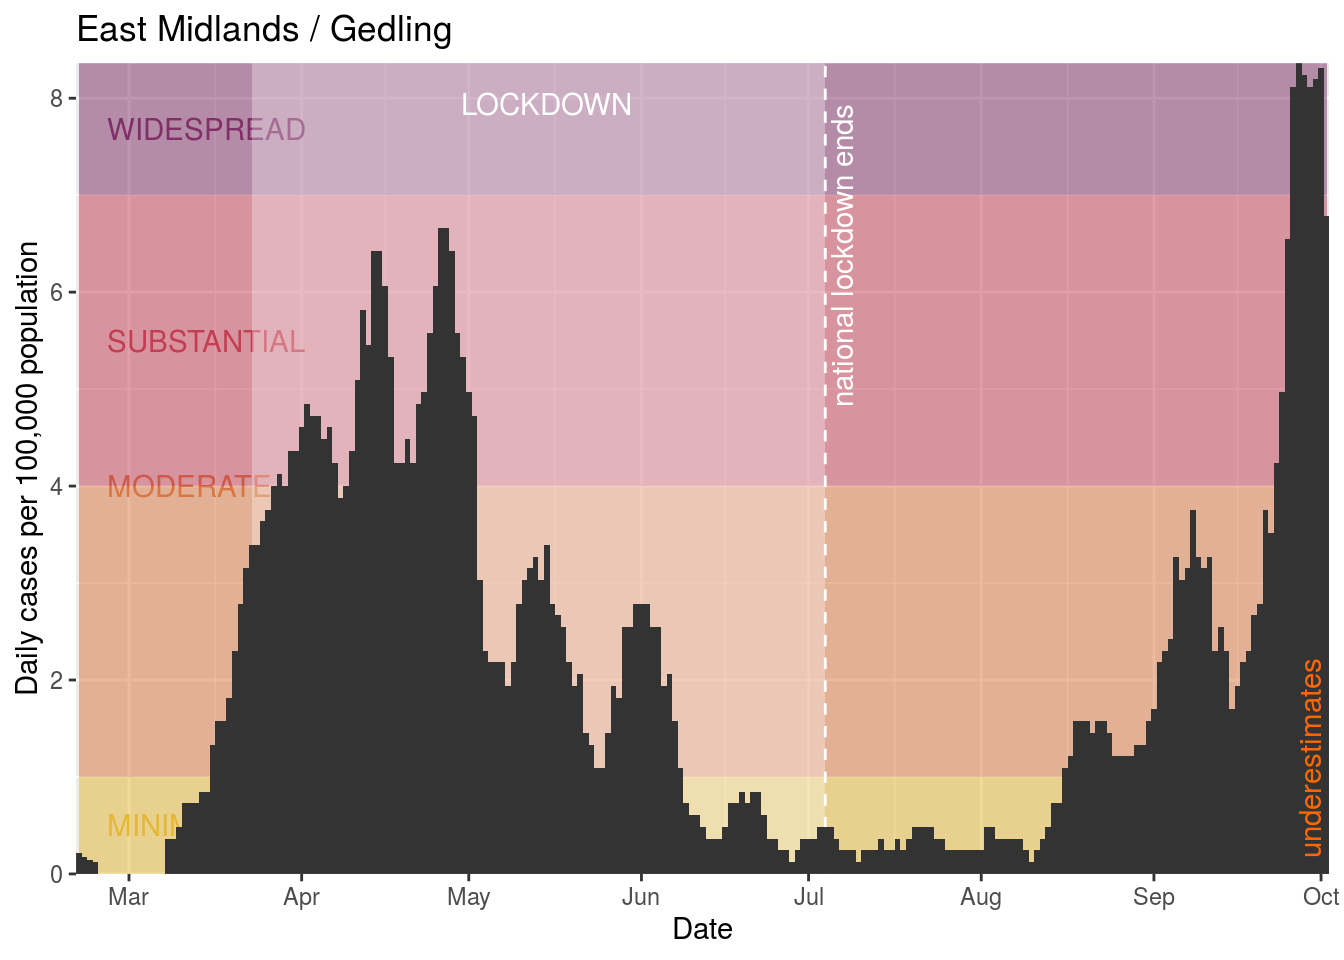 East Midlands / Gedling
Daily cases per 100,000 population
8
6
4
2
0
WIDESPREAD
SUBSTANTIAL
MODERATE
LOCKDOWN
national lockdown ends
underestimates
Mar Apr May Jun Jul Aug Sep Oct
Date